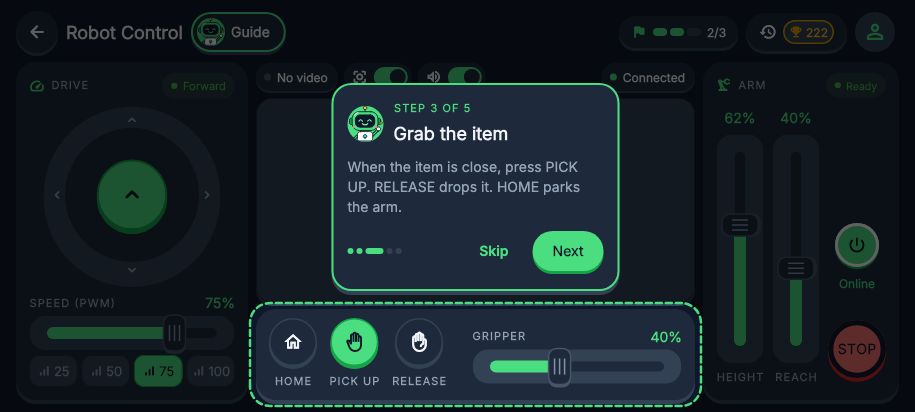 Robot Control
Guide
2/3
222
DRIVE
Forward
No video
Connected
ARM
Ready
STEP 3 OF 5
Grab the item
When the item is close, press PICK
UP. RELEASE drops it. HOME parks
the arm.
Skip
Next
62%
40%
Online
STOP
HEIGHT
REACH
SPEED (PWM)
75%
25
50
75
100
HOME
PICK UP
RELEASE
GRIPPER
40%